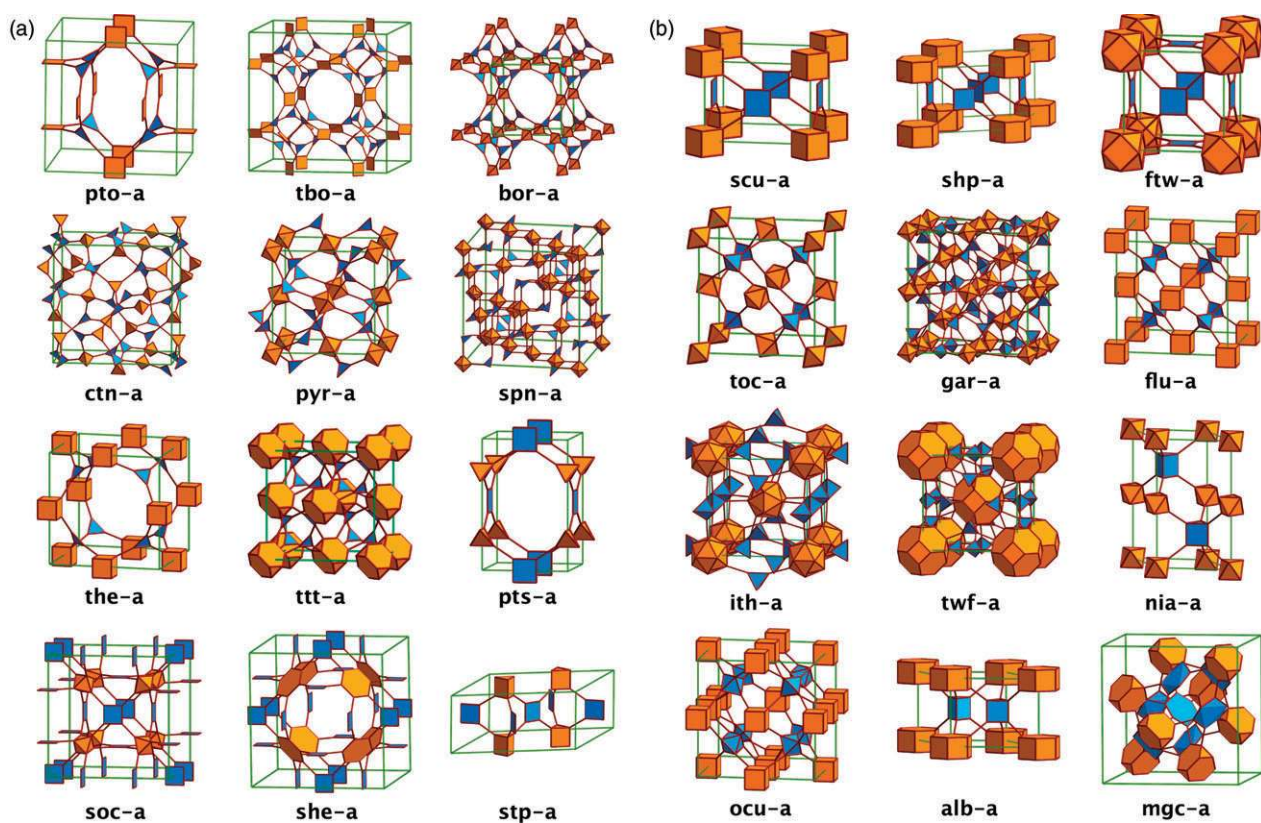 (a)
pto-a tbo-a bor-a
ctn-a pyr-a spn-a
the-a ttt-a pts-a
soc-a she-a stp-a
(b)
scu-a shp-a ftw-a
toc-a gar-a flu-a
ith-a twf-a nia-a
ocu-a alb-a mgc-a